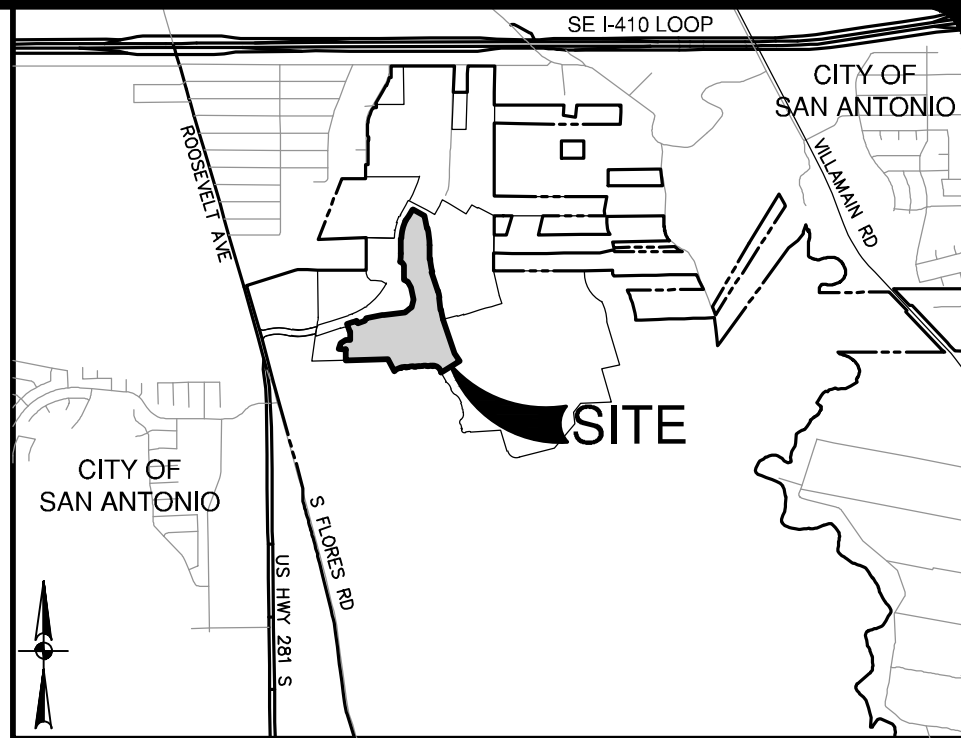 SE I-410 LOOP
CITY OF
SAN ANTONIO
ROOSEVELT AVE
VILLAMAIN RD
SITE
CITY OF
SAN ANTONIO
S FLORES RD
US HWY 281 S